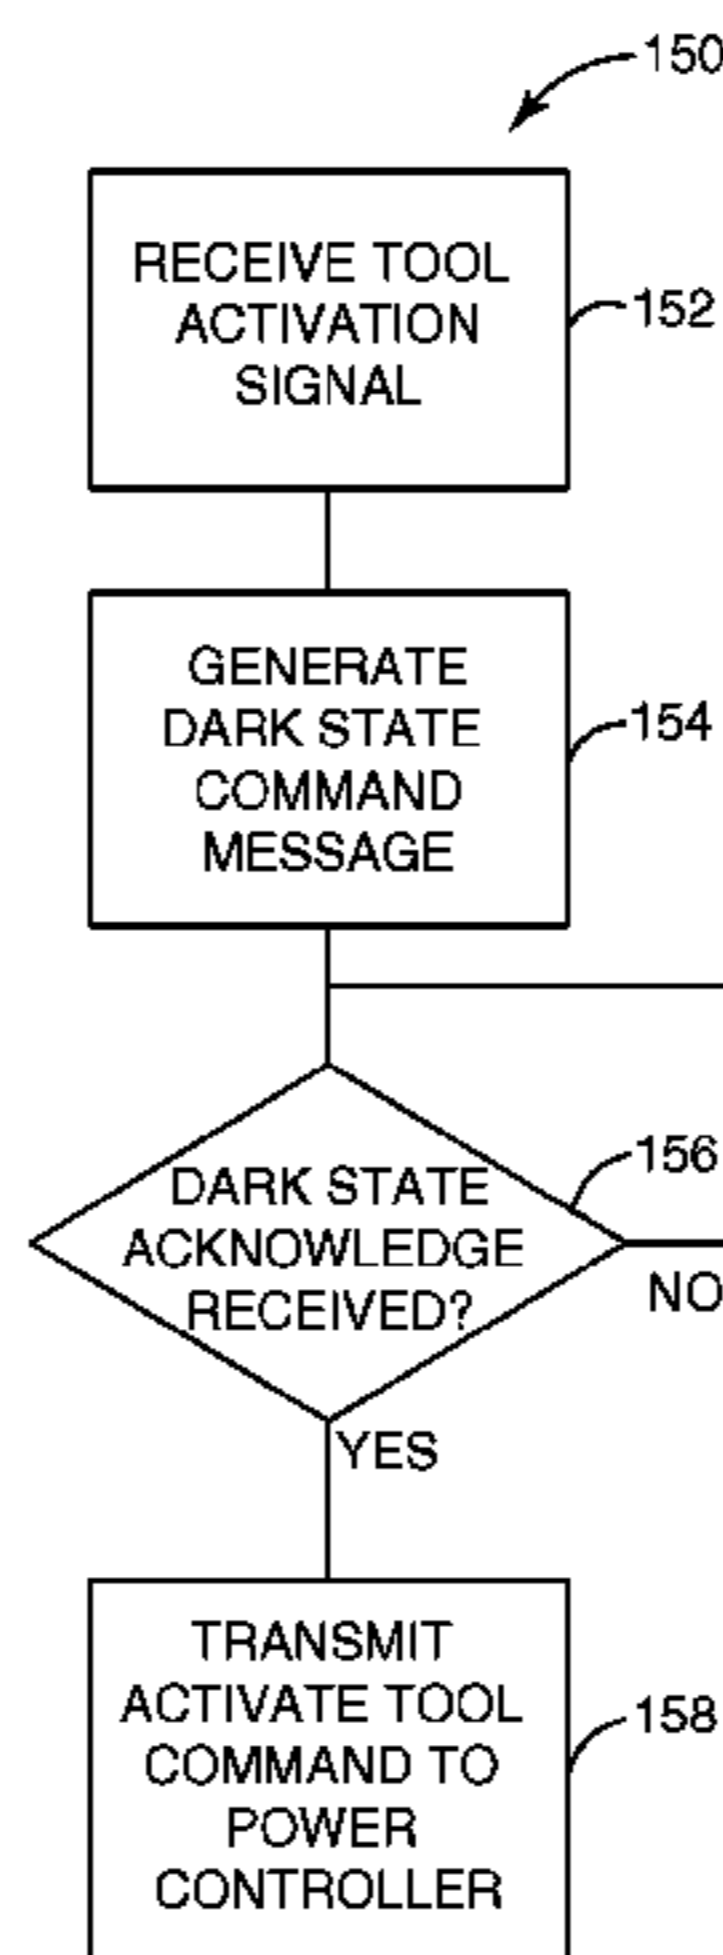 150
RECEIVE TOOL
ACTIVATION
SIGNAL
152
GENERATE
DARK STATE
COMMAND
MESSAGE
154
DARK STATE
ACKNOWLEDGE
RECEIVED?
156
NO
YES
TRANSMIT
ACTIVATE TOOL
COMMAND TO
POWER
CONTROLLER
158